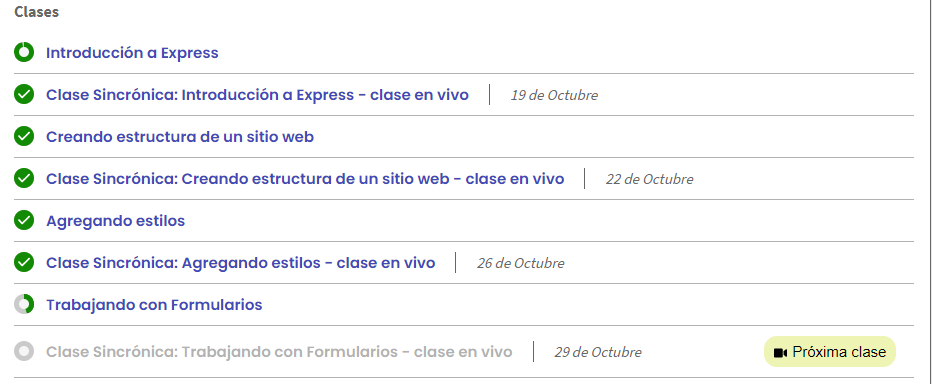 Clases
Introducción a Express
Clase Sincrónica: Introducción a Express - clase en vivo 19 de Octubre
Creando estructura de un sitio web
Clase Sincrónica: Creando estructura de un sitio web - clase en vivo 22 de Octubre
Agregando estilos
Clase Sincrónica: Agregando estilos - clase en vivo 26 de Octubre
Trabajando con Formularios
Clase Sincrónica: Trabajando con Formularios - clase en vivo 29 de Octubre Próxima clase